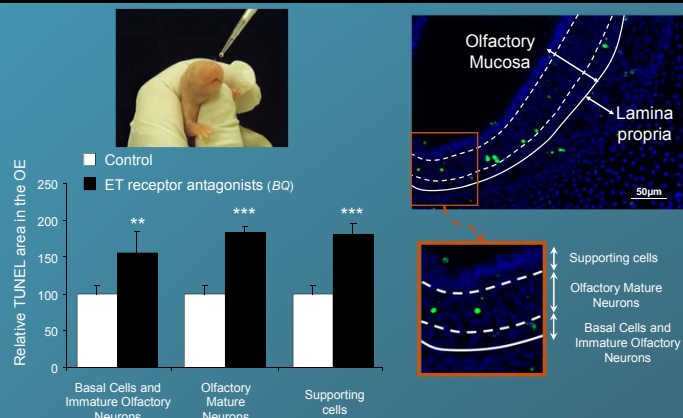 Olfactory
Mucosa
Lamina
propria
50µm
Control
ET receptor antagonists (BQ)
Relative TUNEL area in the OE
250
200
150
100
50
0
**
***
***
Basal Cells and
Immature Olfactory
Neurons
Olfactory
Mature
Neurons
Supporting
cells
Supporting cells
Olfactory Mature
Neurons
Basal Cells and
Immature Olfactory
Neurons